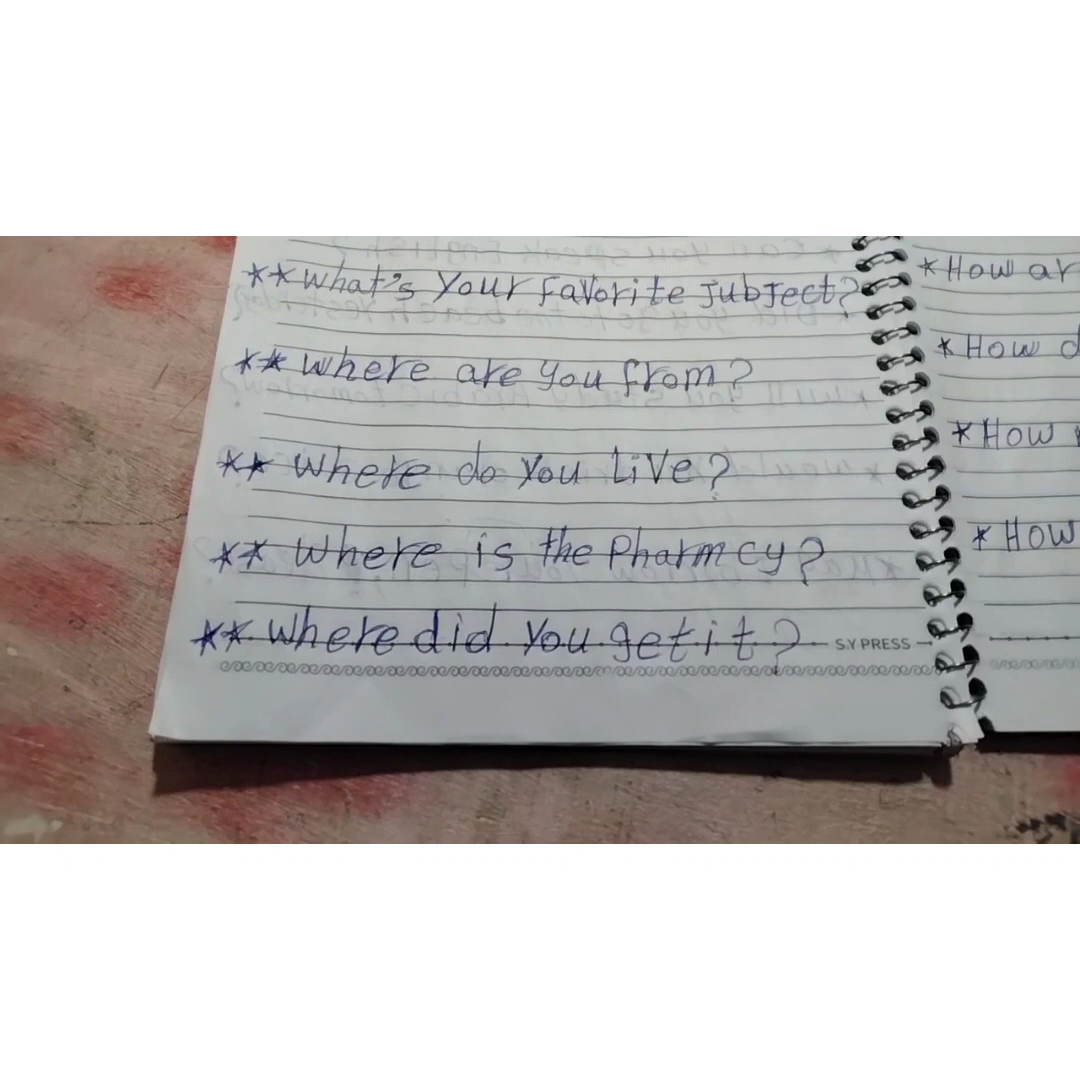 **What's your favorite jubject?
** Where are you from?
** Where do you live?
** Where is the Pharmcy?
** Where did you get it?
S.Y PRESS
*How ar
*How d
*How
*How